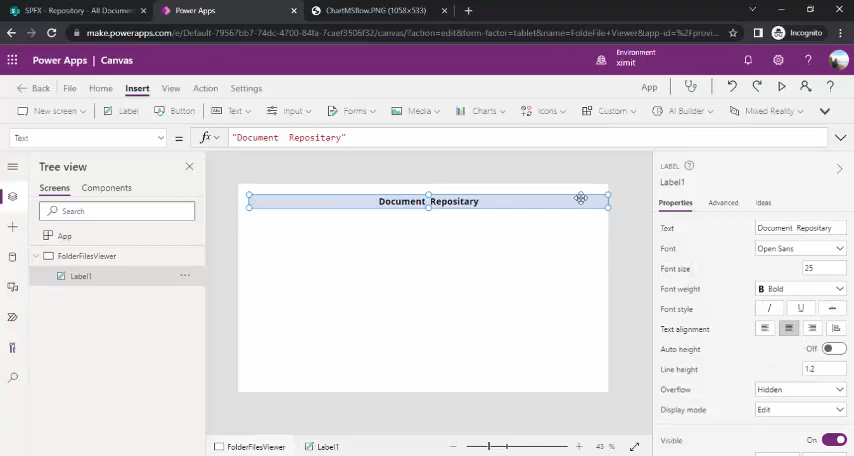 SPFX - Repository - All Documen
Power Apps
ChartMSflow.PNG (1058×533)
make.powerapps.com/e/Default-79567bb7-74dc-4700-84fa-7caef3506f32/canvas/?action=edit&form-factor=tablet&name=FoldeFile+Viewer&app-id=%2Fprovi...
Incognito
Power Apps | Canvas
Environment
ximit
Back File Home Insert View Action Settings
App
New screen Label Button Text Input Forms Media Charts Icons Custom AI Builder Mixed Reality
Text = fx "Document  Repositary"
Tree view
Screens Components
Search
App
FolderFilesViewer
Label1 ...
Document  Repositary
LABEL
Label1
Properties Advanced Ideas
Text Document  Repositary
Font Open Sans
Font size 25
Font weight B Bold
Font style / U
Text alignment
Auto height Off
Line height 1.2
Overflow Hidden
Display mode Edit
Visible On
FolderFilesViewer Label1 43 %